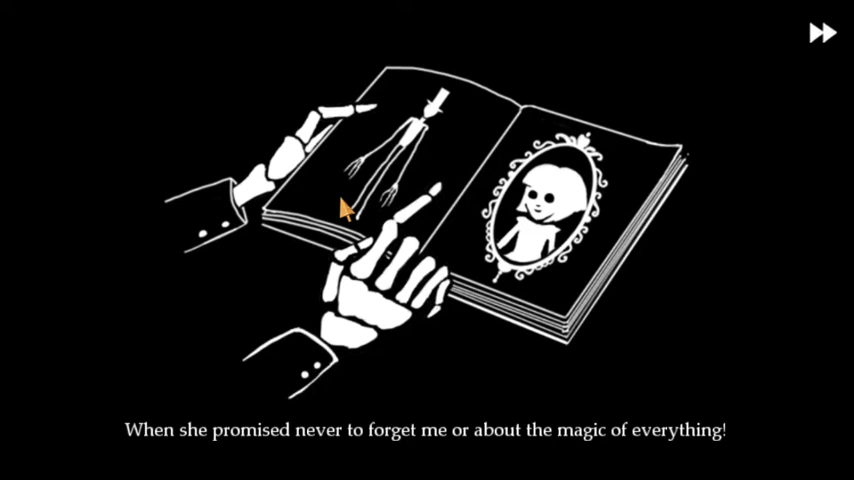 When she promised never to forget me or about the magic of everything!